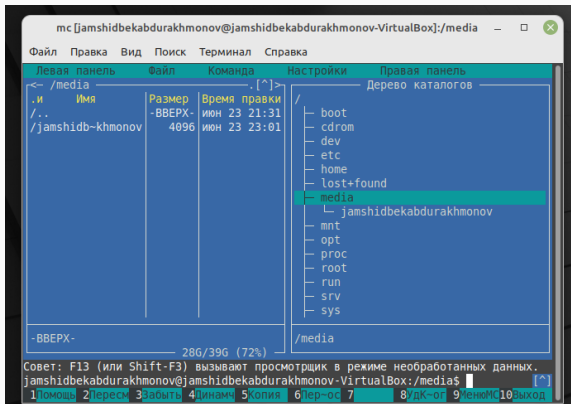 mc [jamshidbekabdurakhmonov@jamshidbekabdurakhmonov-VirtualBox]:/media
Файл Правка Вид Поиск Терминал Справка
Левая панель Файл Команда Настройки Правая панель
<— /media .[^]>
.и Имя Размер Время правки
/.. -ВВЕРХ- июн 23 21:31
/jamshidb~khmonov 4096 июн 23 23:01
-ВВЕРХ-
28G/39G (72%)
Дерево каталогов
/
boot
cdrom
dev
etc
home
lost+found
media
jamshidbekabdurakhmonov
mnt
opt
proc
root
run
srv
sys
/media
Совет: F13 (или Shift-F3) вызывают просмотрщик в режиме необработанных данных.
jamshidbekabdurakhmonov@jamshidbekabdurakhmonov-VirtualBox:/media$ [^]
1Помощь 2Пересм 3Забыть 4Динамч 5Копия 6Пер~ос 7 8Уд~ог 9МенюMC 10Выход